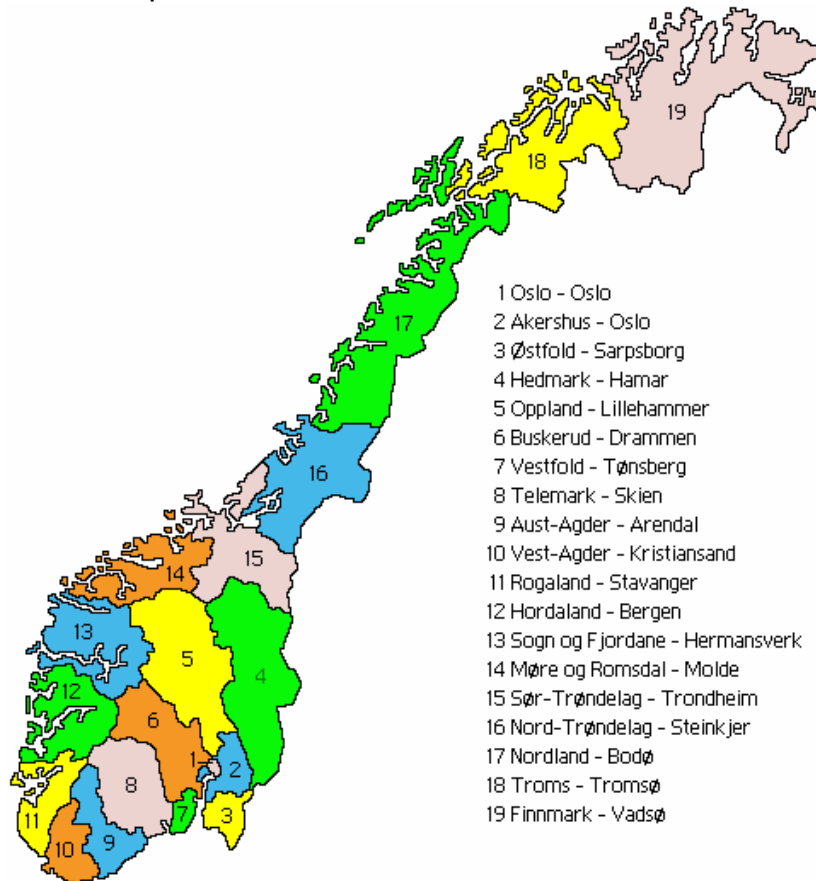 19
18
17
16
15
14
13
5
4
12
6
1
2
8
7
3
11
10
9
1 Oslo - Oslo
2 Akershus - Oslo
3 Østfold - Sarpsborg
4 Hedmark - Hamar
5 Oppland - Lillehammer
6 Buskerud - Drammen
7 Vestfold - Tønsberg
8 Telemark - Skien
9 Aust-Agder - Arendal
10 Vest-Agder - Kristiansand
11 Rogaland - Stavanger
12 Hordaland - Bergen
13 Sogn og Fjordane - Hermansverk
14 Møre og Romsdal - Molde
15 Sør-Trøndelag - Trondheim
16 Nord-Trøndelag - Steinkjer
17 Nordland - Bodø
18 Troms - Tromsø
19 Finnmark - Vadsø